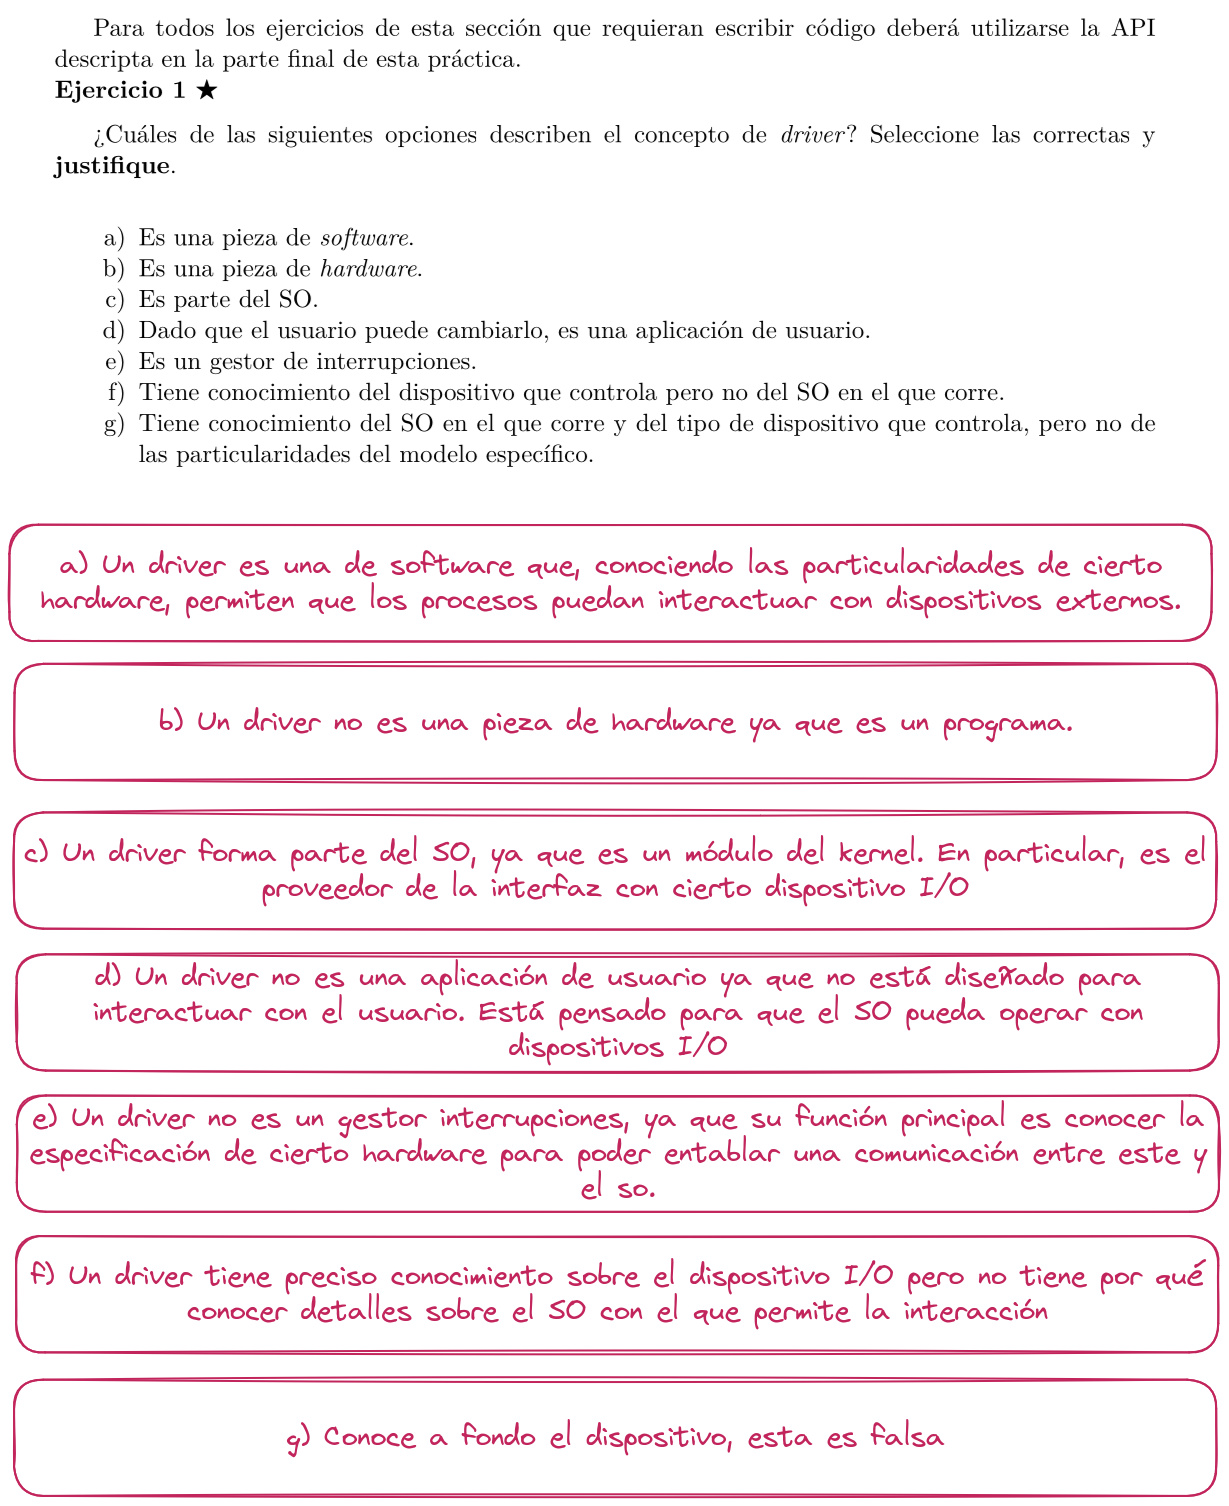 Para todos los ejercicios de esta sección que requieran escribir código deberá utilizarse la API
descripta en la parte final de esta práctica.
Ejercicio 1 ★
¿Cuáles de las siguientes opciones describen el concepto de driver? Seleccione las correctas y
justifique.
a) Es una pieza de software.
b) Es una pieza de hardware.
c) Es parte del SO.
d) Dado que el usuario puede cambiarlo, es una aplicación de usuario.
e) Es un gestor de interrupciones.
f) Tiene conocimiento del dispositivo que controla pero no del SO en el que corre.
g) Tiene conocimiento del SO en el que corre y del tipo de dispositivo que controla, pero no de
las particularidades del modelo específico.
a) Un driver es una de software que, conociendo las particularidades de cierto
hardware, permiten que los procesos puedan interactuar con dispositivos externos.
b) Un driver no es una pieza de hardware ya que es un programa.
c) Un driver forma parte del SO, ya que es un módulo del kernel. En particular, es el
proveedor de la interfaz con cierto dispositivo I/O
d) Un driver no es una aplicación de usuario ya que no está diseñado para
interactuar con el usuario. Está pensado para que el SO pueda operar con
dispositivos I/O
e) Un driver no es un gestor interrupciones, ya que su función principal es conocer la
especificación de cierto hardware para poder entablar una comunicación entre este y
el so.
f) Un driver tiene preciso conocimiento sobre el dispositivo I/O pero no tiene por qué
conocer detalles sobre el SO con el que permite la interacción
g) Conoce a fondo el dispositivo, esta es falsa